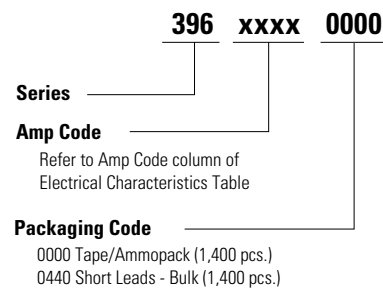 396 xxxx 0000
Series
Amp Code
Refer to Amp Code column of
Electrical Characteristics Table
Packaging Code
0000 Tape/Ammopack (1,400 pcs.)
0440 Short Leads - Bulk (1,400 pcs.)